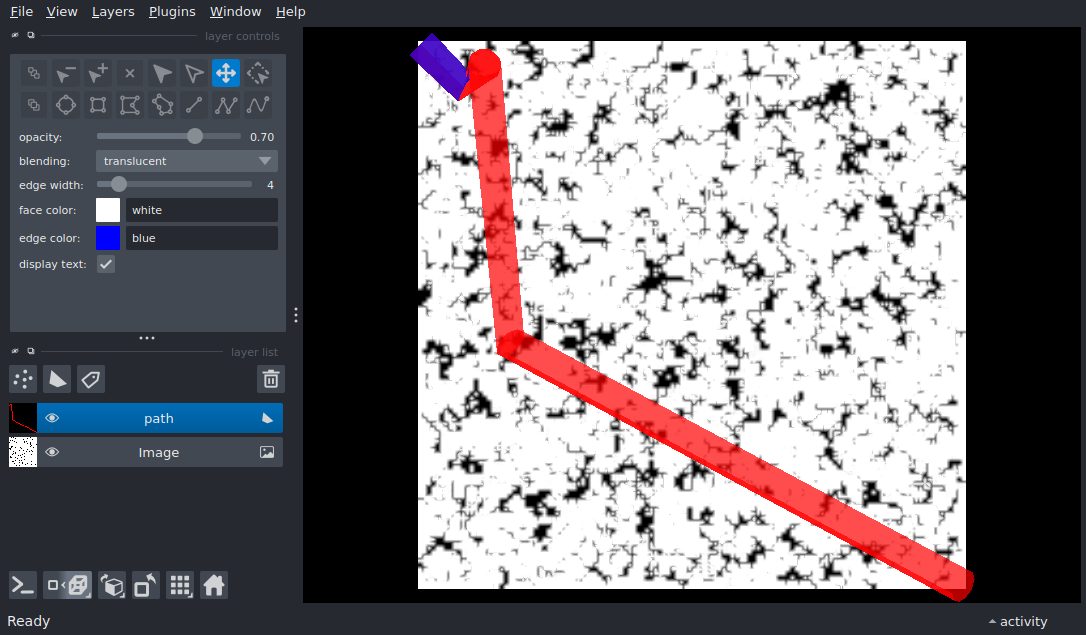 File View Layers Plugins Window Help
layer controls
opacity: 0.70
blending: translucent
edge width: 4
face color: white
edge color: blue
display text:
layer list
path
Image
Ready
activity